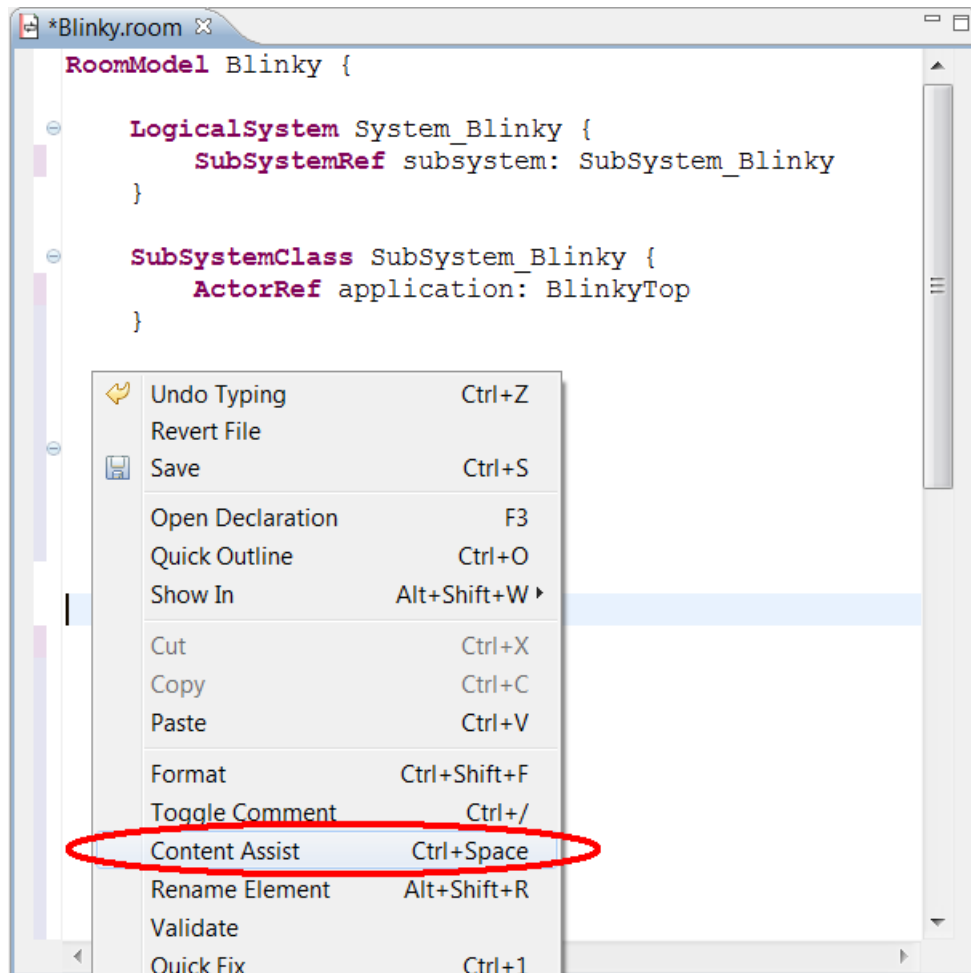 *Blinky.room
RoomModel Blinky {
LogicalSystem System_Blinky {
SubSystemRef subsystem: SubSystem_Blinky
}
SubSystemClass SubSystem_Blinky {
ActorRef application: BlinkyTop
}
Undo Typing Ctrl+Z
Revert File
Save Ctrl+S
Open Declaration F3
Quick Outline Ctrl+O
Show In Alt+Shift+W
Cut Ctrl+X
Copy Ctrl+C
Paste Ctrl+V
Format Ctrl+Shift+F
Toggle Comment Ctrl+/
Content Assist Ctrl+Space
Rename Element Alt+Shift+R
Validate
Quick Fix Ctrl+1